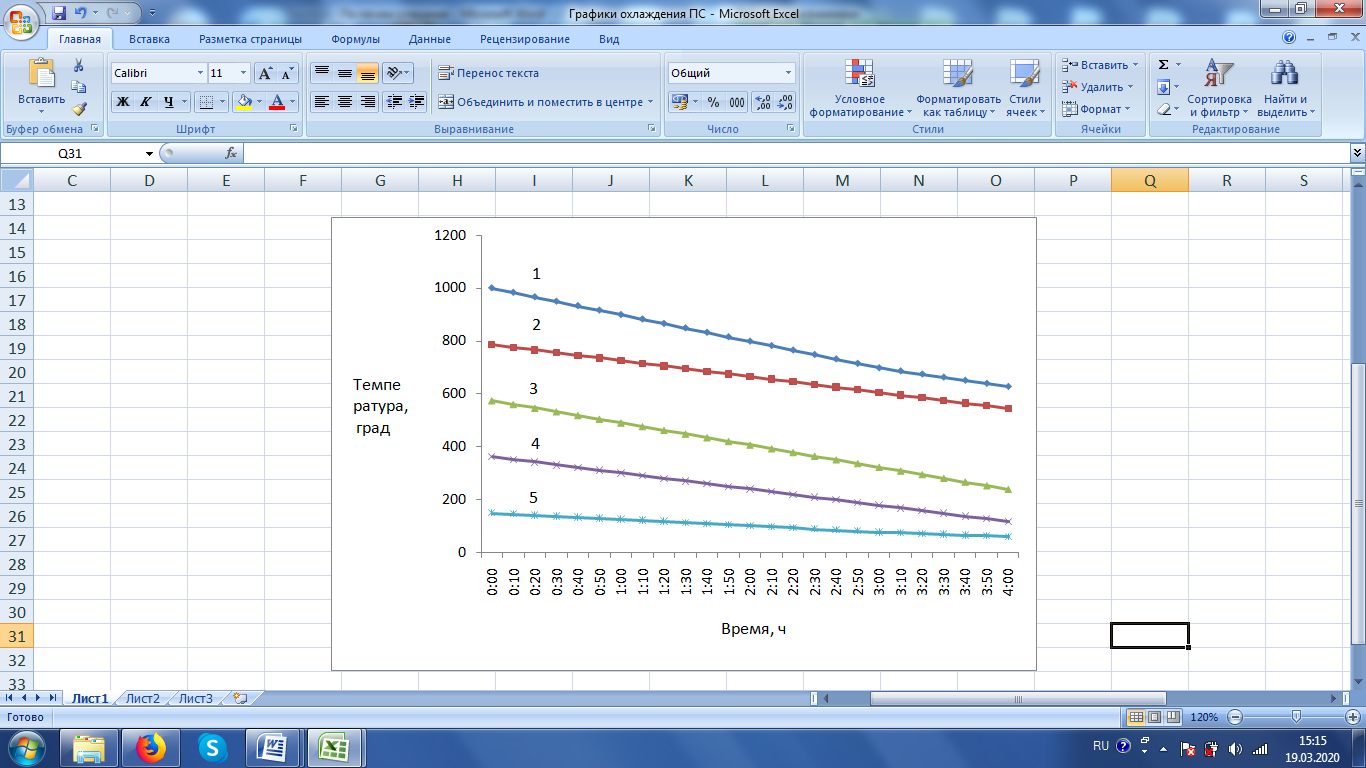 Графики охлаждения ПС - Microsoft Excel
Главная Вставка Разметка страницы Формулы Данные Рецензирование Вид
Calibri 11 Перенос текста Общий Вставить Σ
Вставить Условное Форматировать Стили Удалить Сортировка Найти и
Ж К Ч A Объединить и поместить в центре % 000 форматирование как таблицу ячеек Формат и фильтр выделить
Буфер обмена Шрифт Выравнивание Число Стили Ячейки Редактирование
Q31 fx
C D E F G H I J K L M N O P Q R S
13
14
15
16
17
18
19
20
21
22
23
24
25
26
27
28
29
30
31
32
33
1200
1000
800
600
400
200
0
1
2
3
4
5
Темпе
ратура,
град
0:00 0:10 0:20 0:30 0:40 0:50 1:00 1:10 1:20 1:30 1:40 1:50 2:00 2:10 2:20 2:30 2:40 2:50 3:00 3:10 3:20 3:30 3:40 3:50 4:00
Время, ч
Лист1 Лист2 Лист3
Готово 120%
RU 15:15
19.03.2020